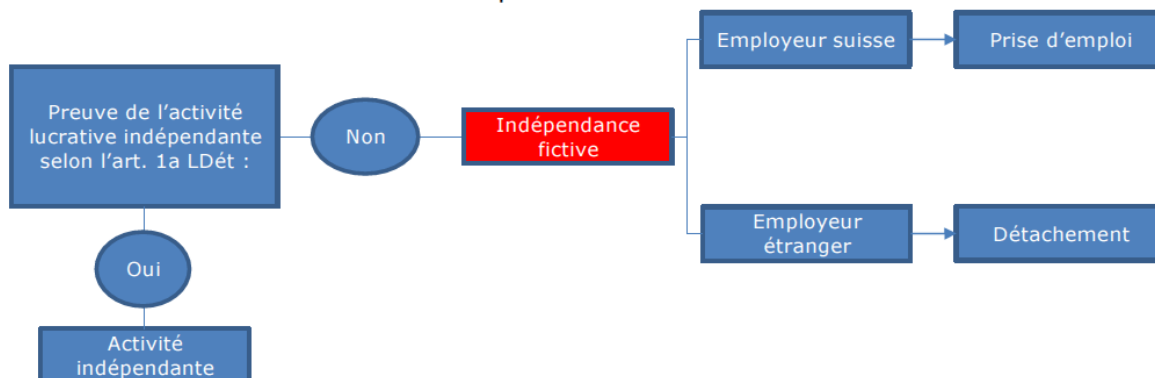 Preuve de l'activité
lucrative indépendante
selon l'art. 1a LDét :
Non
Indépendance
fictive
Employeur suisse
Prise d'emploi
Employeur
étranger
Détachement
Oui
Activité
indépendante